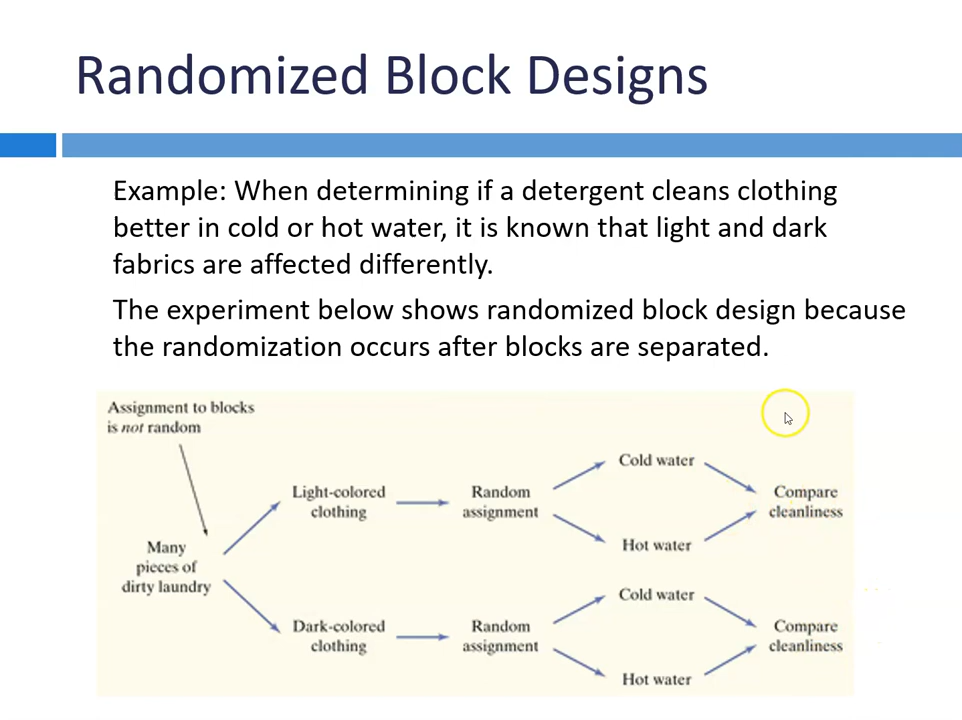 Randomized Block Designs
Example: When determining if a detergent cleans clothing
better in cold or hot water, it is known that light and dark
fabrics are affected differently.
The experiment below shows randomized block design because
the randomization occurs after blocks are separated.
Assignment to blocks
is not random
Many
pieces of
dirty laundry
Light-colored
clothing
Random
assignment
Cold water
Hot water
Compare
cleanliness
Dark-colored
clothing
Random
assignment
Cold water
Hot water
Compare
cleanliness